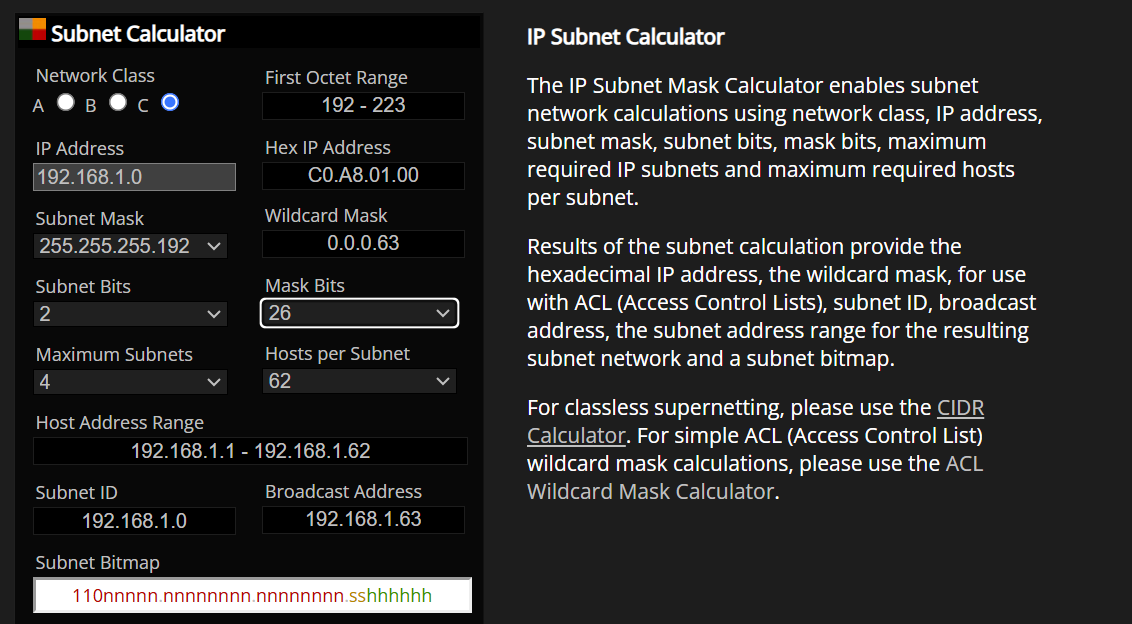 Subnet Calculator
Network Class
A B C
First Octet Range
192 - 223
IP Address
192.168.1.0
Hex IP Address
C0.A8.01.00
Subnet Mask
255.255.255.192
Wildcard Mask
0.0.0.63
Subnet Bits
2
Mask Bits
26
Maximum Subnets
4
Hosts per Subnet
62
Host Address Range
192.168.1.1 - 192.168.1.62
Subnet ID
192.168.1.0
Broadcast Address
192.168.1.63
Subnet Bitmap
110nnnnn.nnnnnnnn.nnnnnnnn.sshhhhhh
IP Subnet Calculator
The IP Subnet Mask Calculator enables subnet
network calculations using network class, IP address,
subnet mask, subnet bits, mask bits, maximum
required IP subnets and maximum required hosts
per subnet.
Results of the subnet calculation provide the
hexadecimal IP address, the wildcard mask, for use
with ACL (Access Control Lists), subnet ID, broadcast
address, the subnet address range for the resulting
subnet network and a subnet bitmap.
For classless supernetting, please use the CIDR
Calculator. For simple ACL (Access Control List)
wildcard mask calculations, please use the ACL
Wildcard Mask Calculator.